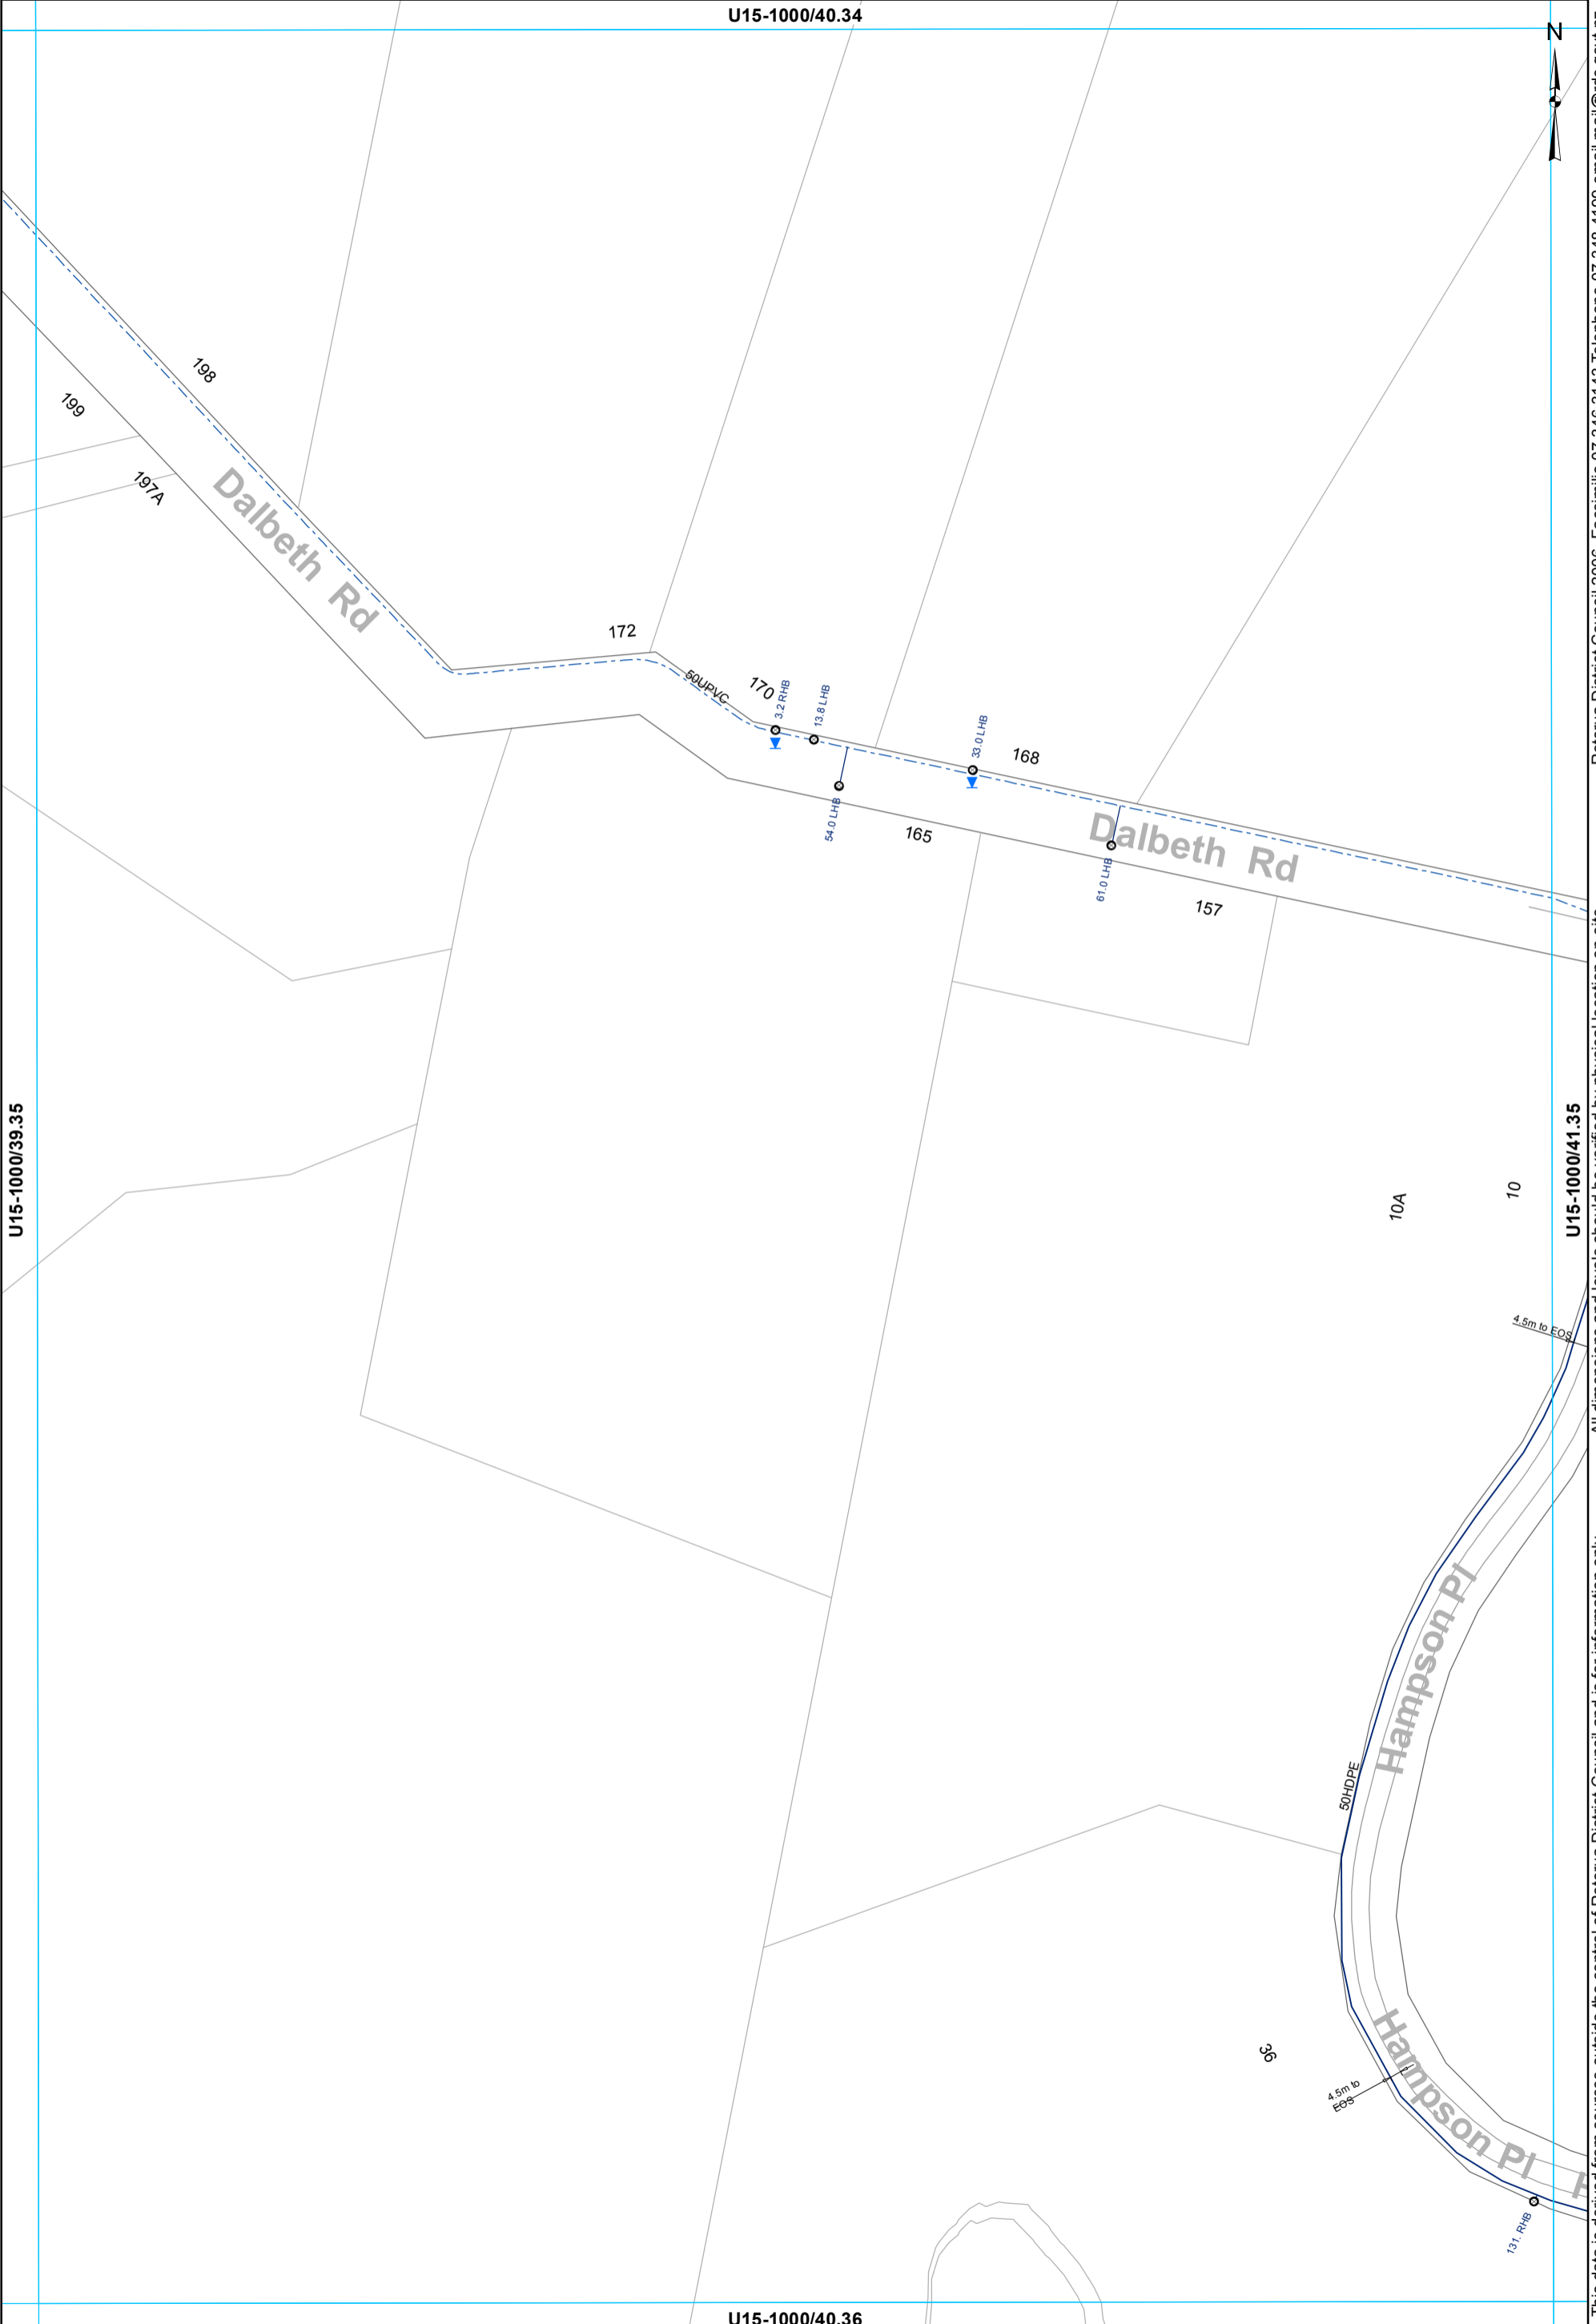 U15-1000/40.34
N
198
199
197A
Dalbeth Rd
172
50UPVC
170
3.2 RHB
13.8 LHB
33.0 LHB
168
54.0 LHB
165
Dalbeth Rd
61.0 LHB
157
U15-1000/39.35
U15-1000/41.35
10A
10
4.5m to EOS
Hampson Pl
50HDPE
36
4.5m to
EOS
Hampson Pl
131. RHB
U15-1000/40.36